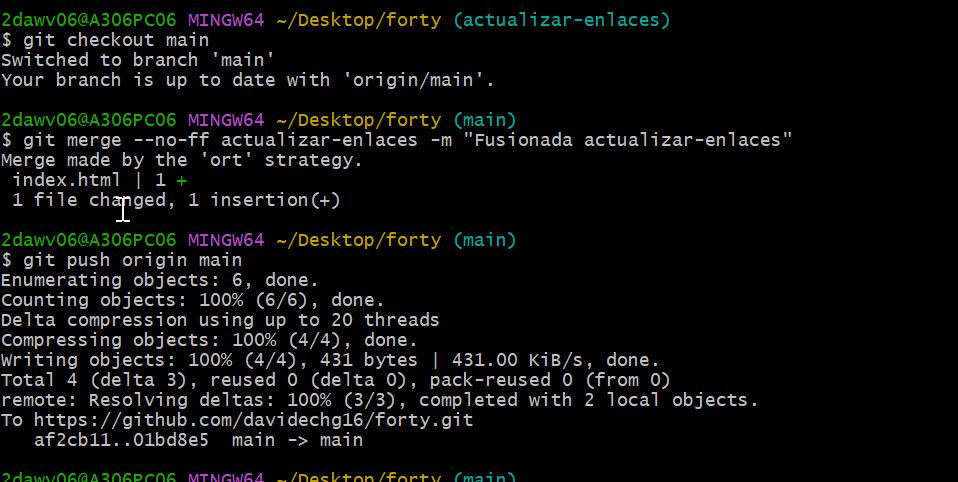 2dawv06@A306PC06 MINGW64 ~/Desktop/forty (actualizar-enlaces)
$ git checkout main
Switched to branch 'main'
Your branch is up to date with 'origin/main'.
2dawv06@A306PC06 MINGW64 ~/Desktop/forty (main)
$ git merge --no-ff actualizar-enlaces -m "Fusionada actualizar-enlaces"
Merge made by the 'ort' strategy.
 index.html | 1 +
 1 file changed, 1 insertion(+)
2dawv06@A306PC06 MINGW64 ~/Desktop/forty (main)
$ git push origin main
Enumerating objects: 6, done.
Counting objects: 100% (6/6), done.
Delta compression using up to 20 threads
Compressing objects: 100% (4/4), done.
Writing objects: 100% (4/4), 431 bytes | 431.00 KiB/s, done.
Total 4 (delta 3), reused 0 (delta 0), pack-reused 0 (from 0)
remote: Resolving deltas: 100% (3/3), completed with 2 local objects.
To https://github.com/davidechg16/forty.git
   af2cb11..01bd8e5  main -> main
2dawv06@A306PC06 MINGW64 ~/Desktop/forty (main)